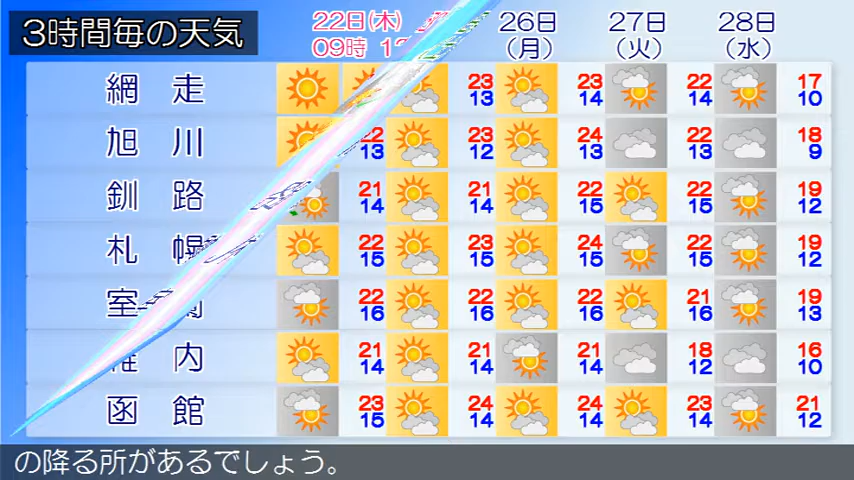 3時間毎の天気
22日(木) 26日 27日 28日
09時 (月) (火) (水)
網 走 23 13 23 14 22 14 17 10
旭 川 22 13 23 12 24 13 22 13 18 9
釧 路 21 14 21 14 22 15 22 15 19 12
札 幌 22 15 23 15 24 15 22 15 19 12
室 22 16 22 16 22 16 21 16 19 13
内 21 14 21 14 21 14 18 12 16 10
函 館 23 15 24 14 24 14 23 14 21 12
の降る所があるでしょう。